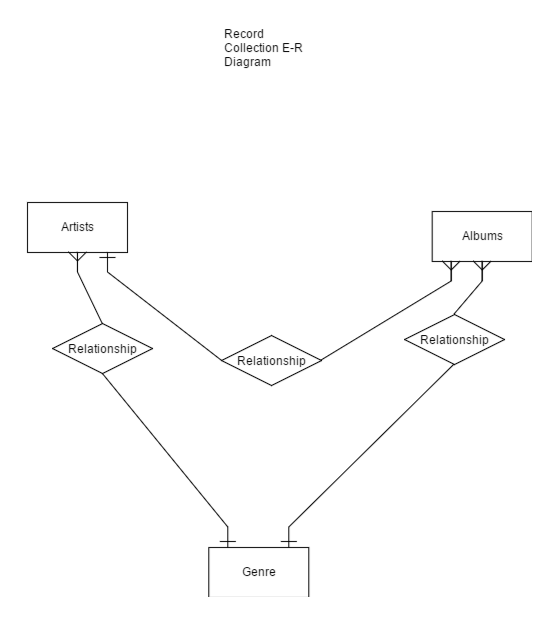 Record
Collection E-R
Diagram
Artists
Albums
Relationship
Relationship
Relationship
Genre